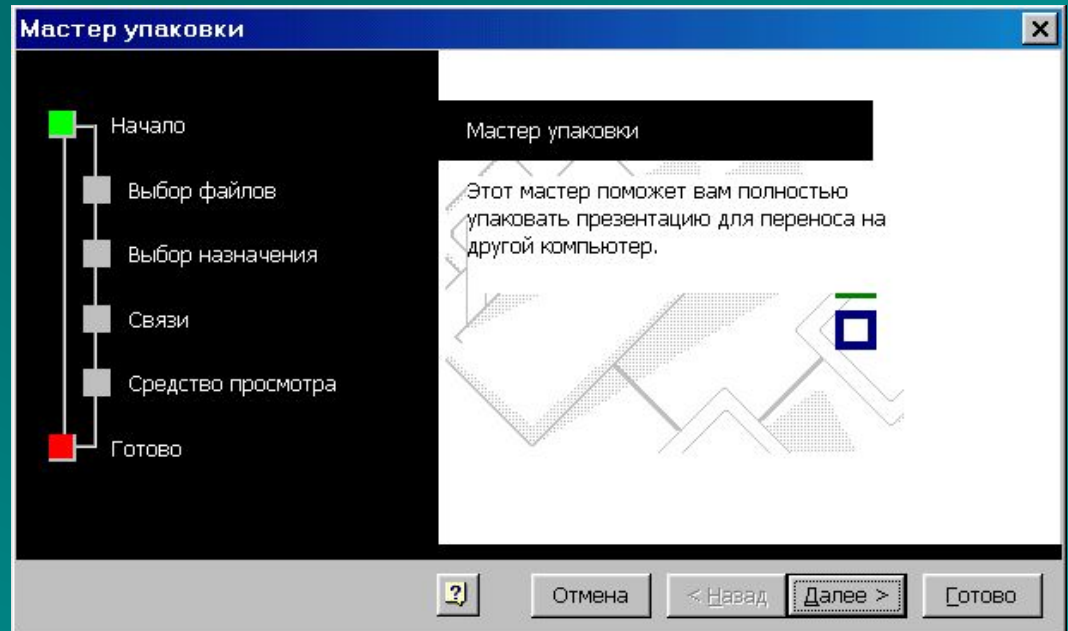 Мастер упаковки
Начало
Выбор файлов
Выбор назначения
Связи
Средство просмотра
Готово
Мастер упаковки
Этот мастер поможет вам полностью
упаковать презентацию для переноса на
другой компьютер.
?
Отмена
< Назад
Далее >
Готово